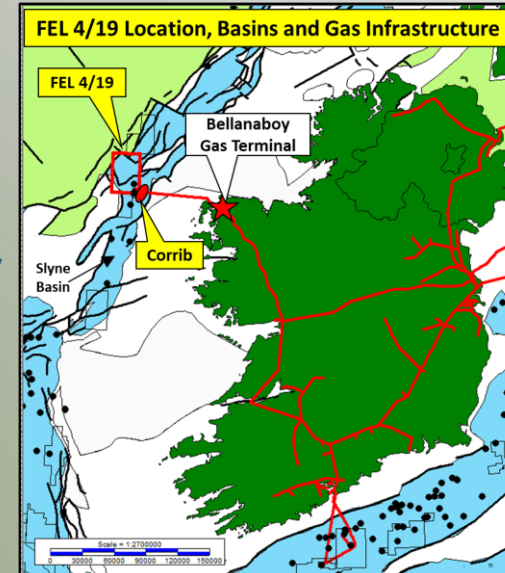 FEL 4/19 Location, Basins and Gas Infrastructure
FEL 4/19
Bellanaboy
Gas Terminal
Corrib
Slyne
Basin
Scale = 1:2700000
0 30000 60000 90000 120000 150000